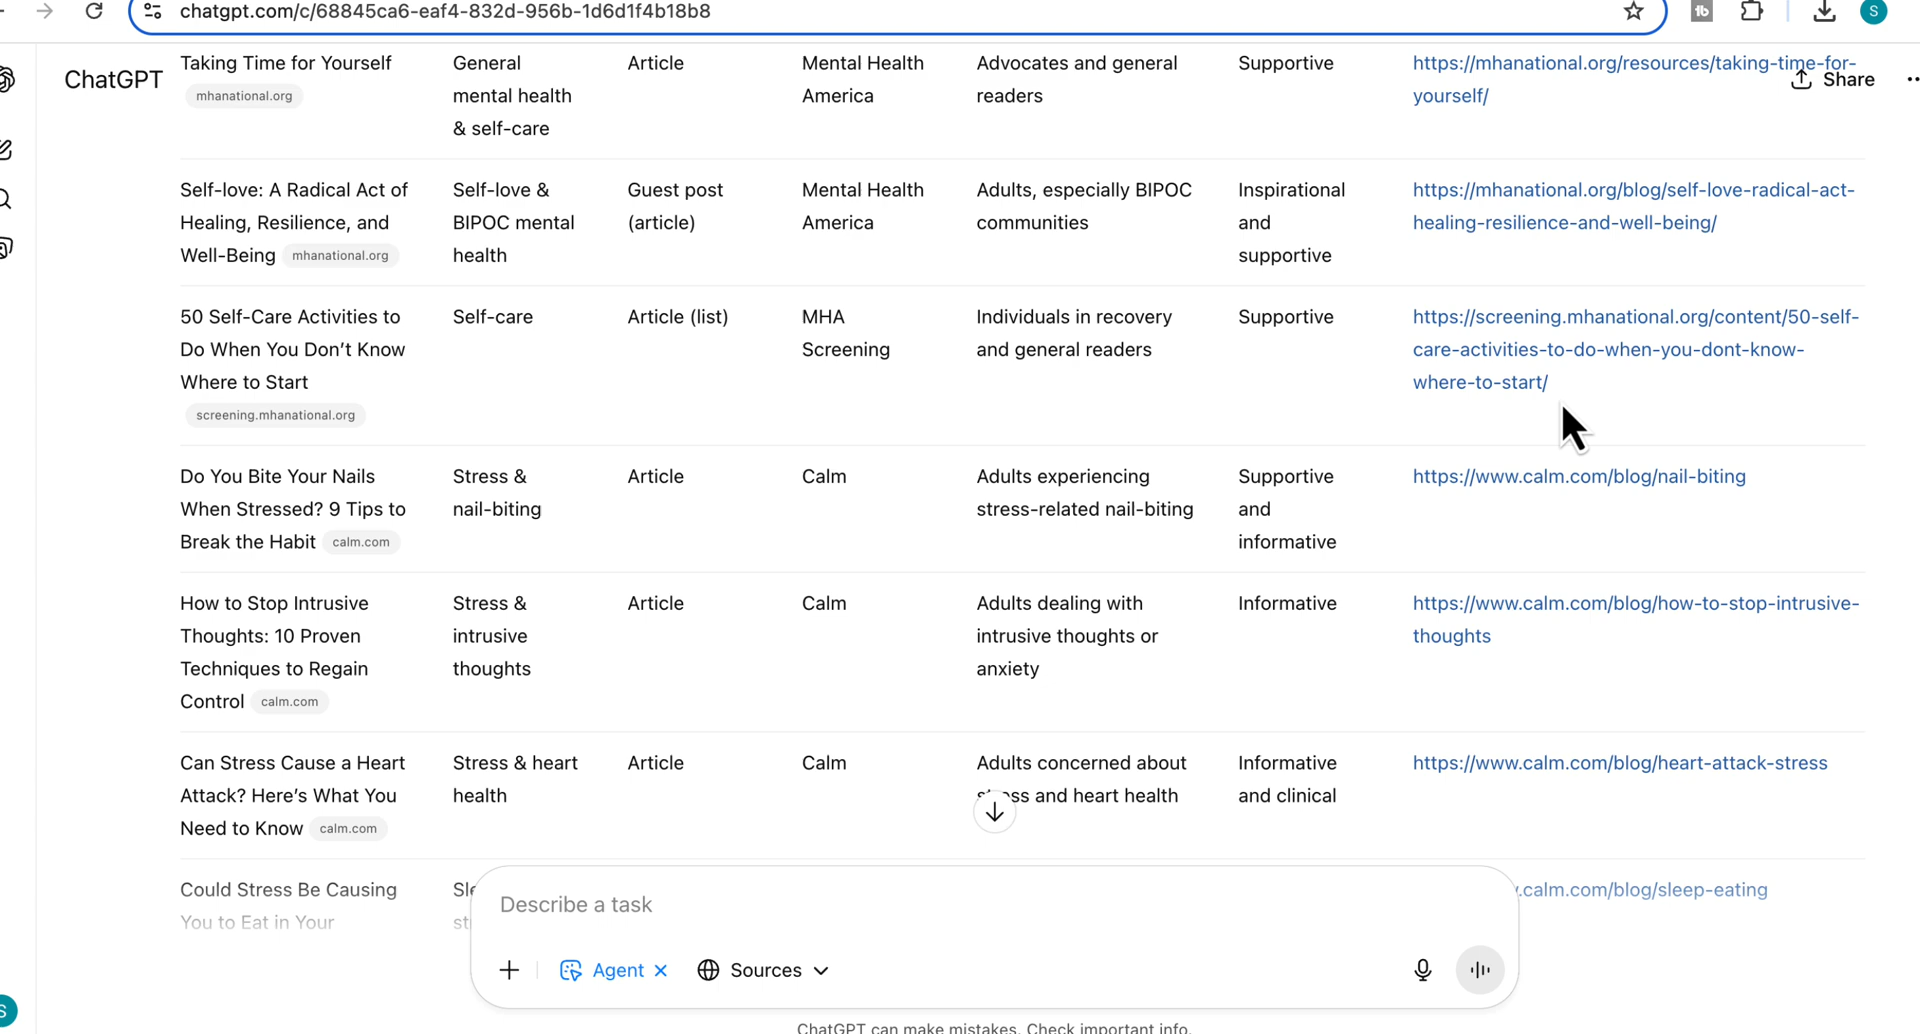 chatgpt.com/c/68845ca6-eaf4-832d-956b-1d6d1f4b18b8
S
ChatGPT
Share
Taking Time for Yourself
mhanational.org
General
mental health
& self-care
Article
Mental Health
America
Advocates and general
readers
Supportive
https://mhanational.org/resources/taking-time-for-
yourself/
Self-love: A Radical Act of
Healing, Resilience, and
Well-Being mhanational.org
Self-love &
BIPOC mental
health
Guest post
(article)
Mental Health
America
Adults, especially BIPOC
communities
Inspirational
and
supportive
https://mhanational.org/blog/self-love-radical-act-
healing-resilience-and-well-being/
50 Self-Care Activities to
Do When You Don’t Know
Where to Start
screening.mhanational.org
Self-care
Article (list)
MHA
Screening
Individuals in recovery
and general readers
Supportive
https://screening.mhanational.org/content/50-self-
care-activities-to-do-when-you-dont-know-
where-to-start/
Do You Bite Your Nails
When Stressed? 9 Tips to
Break the Habit calm.com
Stress &
nail-biting
Article
Calm
Adults experiencing
stress-related nail-biting
Supportive
and
informative
https://www.calm.com/blog/nail-biting
How to Stop Intrusive
Thoughts: 10 Proven
Techniques to Regain
Control calm.com
Stress &
intrusive
thoughts
Article
Calm
Adults dealing with
intrusive thoughts or
anxiety
Informative
https://www.calm.com/blog/how-to-stop-intrusive-
thoughts
Can Stress Cause a Heart
Attack? Here’s What You
Need to Know calm.com
Stress & heart
health
Article
Calm
Adults concerned about
stress and heart health
Informative
and clinical
https://www.calm.com/blog/heart-attack-stress
Could Stress Be Causing
You to Eat in Your
.calm.com/blog/sleep-eating
Describe a task
Agent
Sources
S
ChatGPT can make mistakes. Check important info.